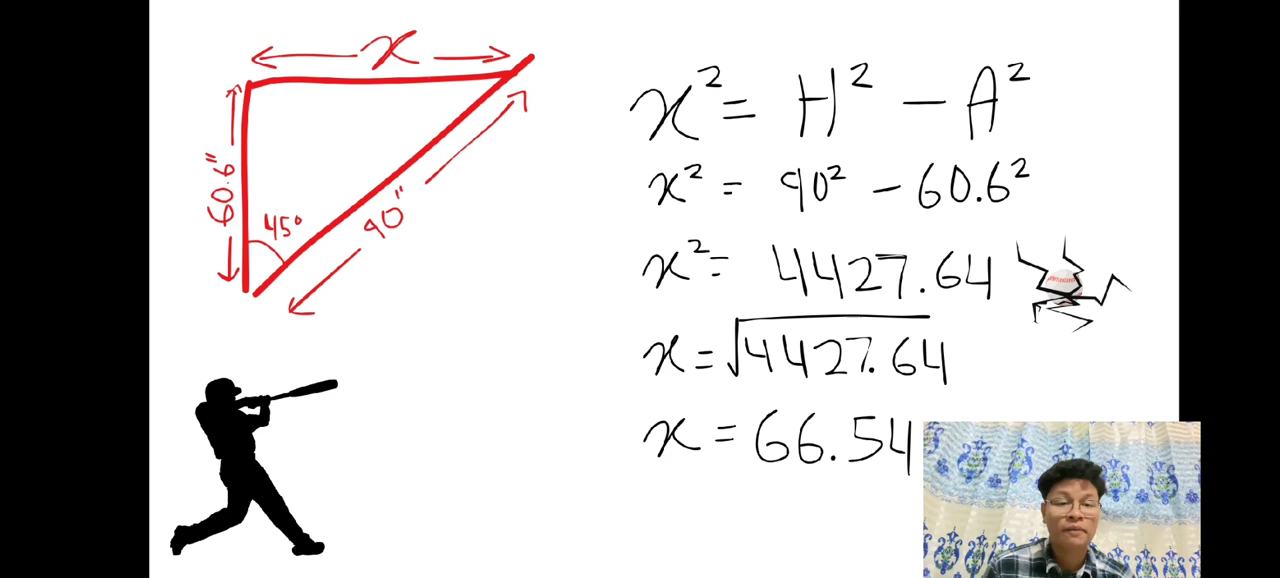 x
60.6"
45°
90"
x² = H² - A²
x² = 90² - 60.6²
x² = 4427.64
x = √4427.64
x = 66.54